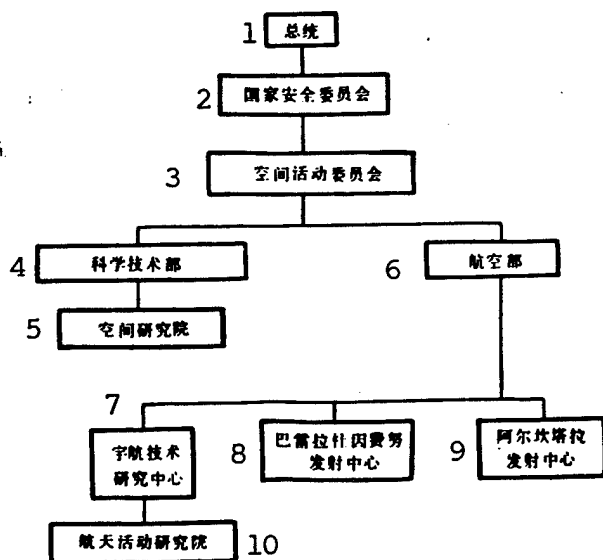 1 总统
2 国家安全委员会
3 空间活动委员会
4 科学技术部
6 航空部
5 空间研究院
7
宇航技术
研究中心
8 巴雷拉什因费努
发射中心
9 阿尔坎塔拉
发射中心
航天活动研究院 10